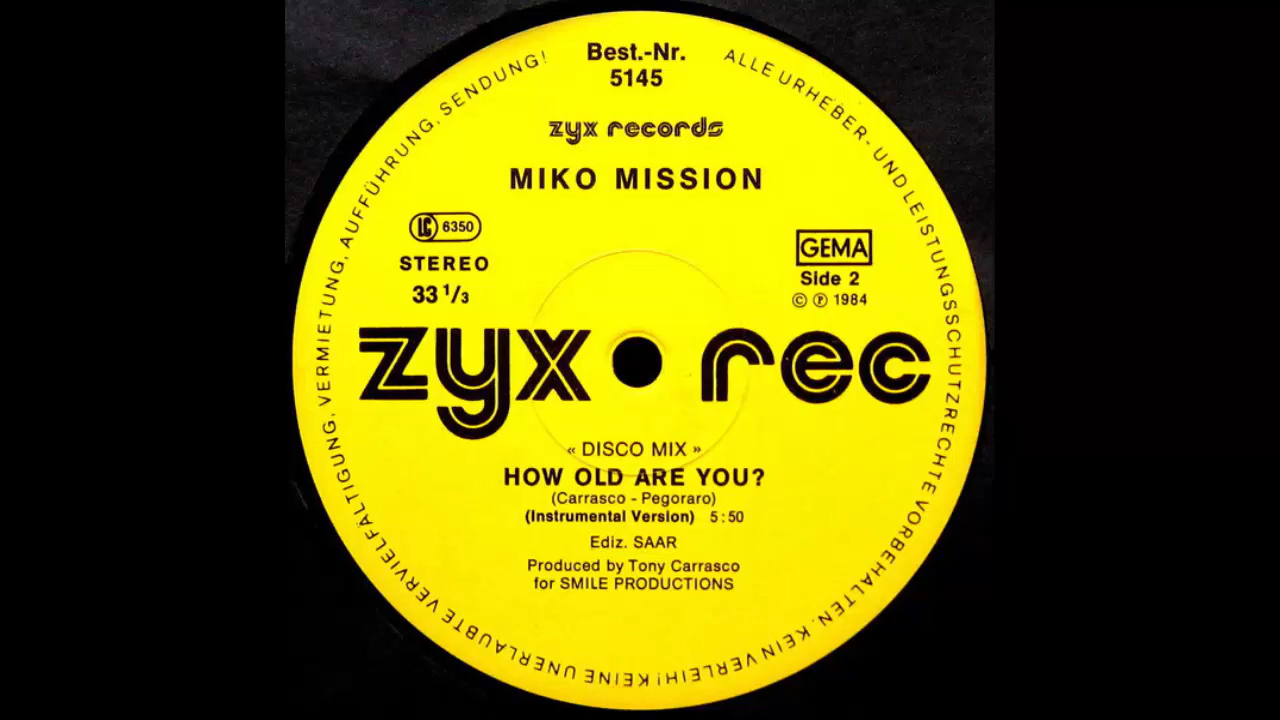 Best.-Nr.
5145
zyx records
MIKO MISSION
LC 6350
STEREO
33 1/3
GEMA
Side 2
© ℗ 1984
zyx rec
« DISCO MIX »
HOW OLD ARE YOU?
(Carrasco - Pegoraro)
(Instrumental Version) 5:50
Ediz. SAAR
Produced by Tony Carrasco
for SMILE PRODUCTIONS
ALLE URHEBER- UND LEISTUNGSSCHUTZRECHTE VORBEHALTEN. KEIN VERLEIH! KEINE UNERLAUBTE VERVIELFÄLTIGUNG, VERMIETUNG, AUFFÜHRUNG, SENDUNG!